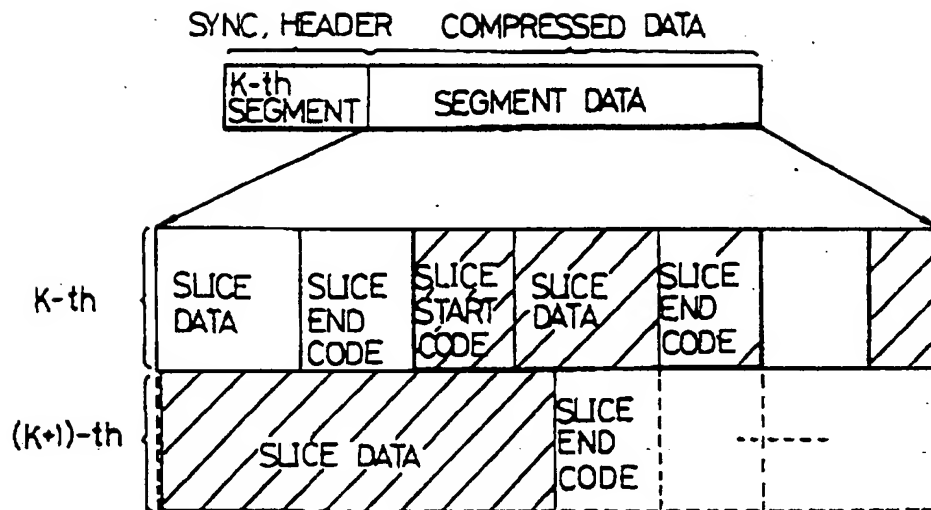 SYNC, HEADER COMPRESSED DATA
K-th
SEGMENT
SEGMENT DATA
K-th
SLICE
DATA
SLICE
END
CODE
SLICE
START
CODE
SLICE
DATA
SLICE
END
CODE
(K+1)-th
SLICE DATA
SLICE
END
CODE